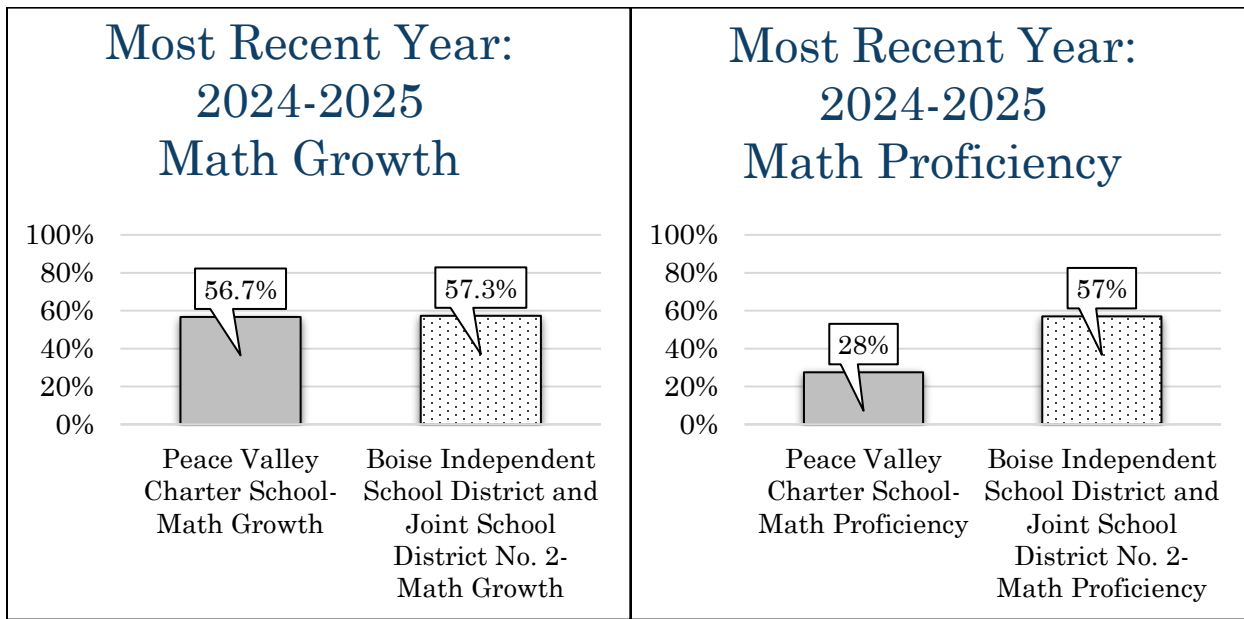 Most Recent Year:
2024-2025
Math Growth
100%
80%
60%
40%
20%
0%
56.7%
57.3%
Peace Valley
Charter School-
Math Growth
Boise Independent
School District and
Joint School
District No. 2-
Math Growth
Most Recent Year:
2024-2025
Math Proficiency
100%
80%
60%
40%
20%
0%
28%
57%
Peace Valley
Charter School-
Math Proficiency
Boise Independent
School District and
Joint School
District No. 2-
Math Proficiency